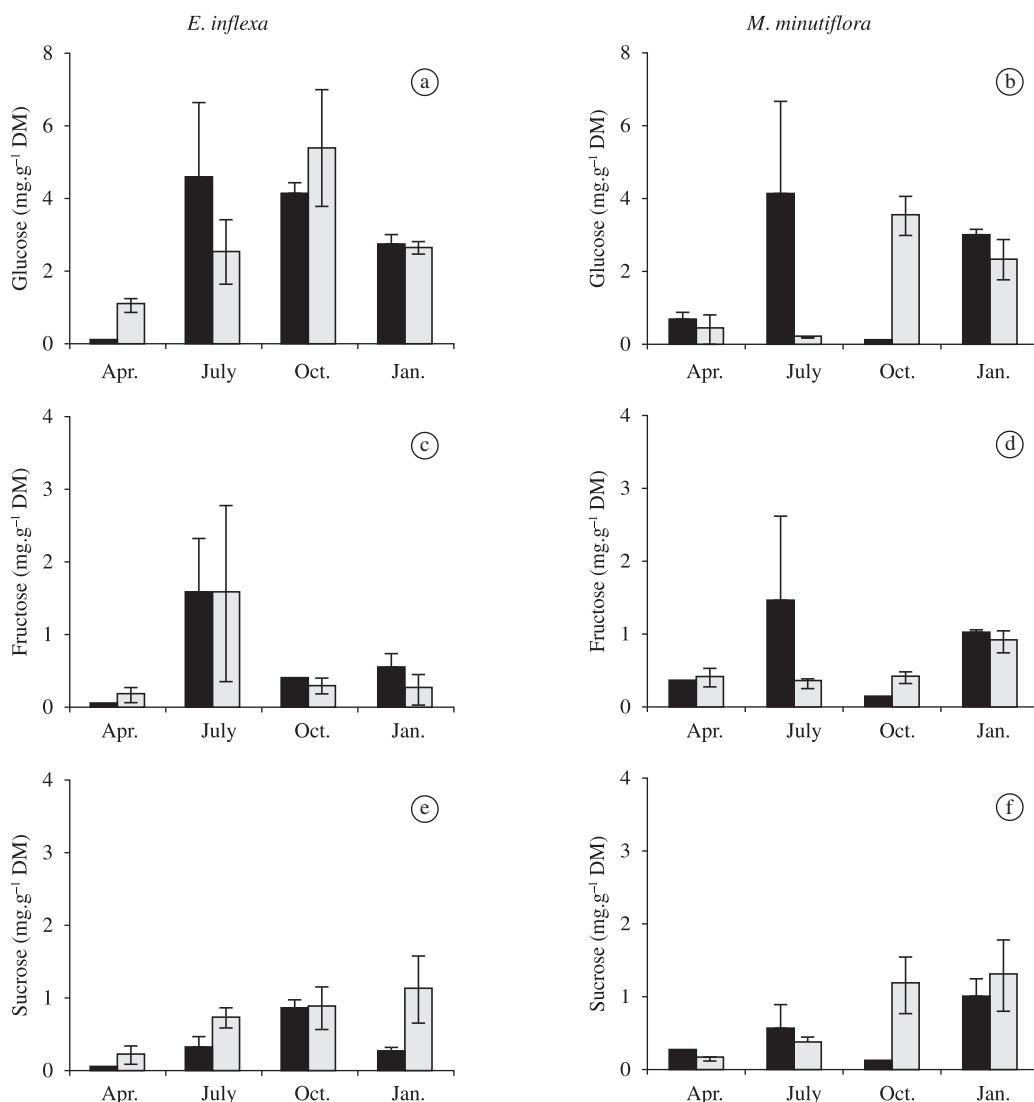 E. inflexa
M. minutiflora
8
6
4
2
0
Glucose (mg.g⁻¹ DM)
a
Apr. July Oct. Jan.
8
6
4
2
0
Glucose (mg.g⁻¹ DM)
b
Apr. July Oct. Jan.
4
3
2
1
0
Fructose (mg.g⁻¹ DM)
c
Apr. July Oct. Jan.
4
3
2
1
0
Fructose (mg.g⁻¹ DM)
d
Apr. July Oct. Jan.
4
3
2
1
0
Sucrose (mg.g⁻¹ DM)
e
Apr. July Oct. Jan.
4
3
2
1
0
Sucrose (mg.g⁻¹ DM)
f
Apr. July Oct. Jan.